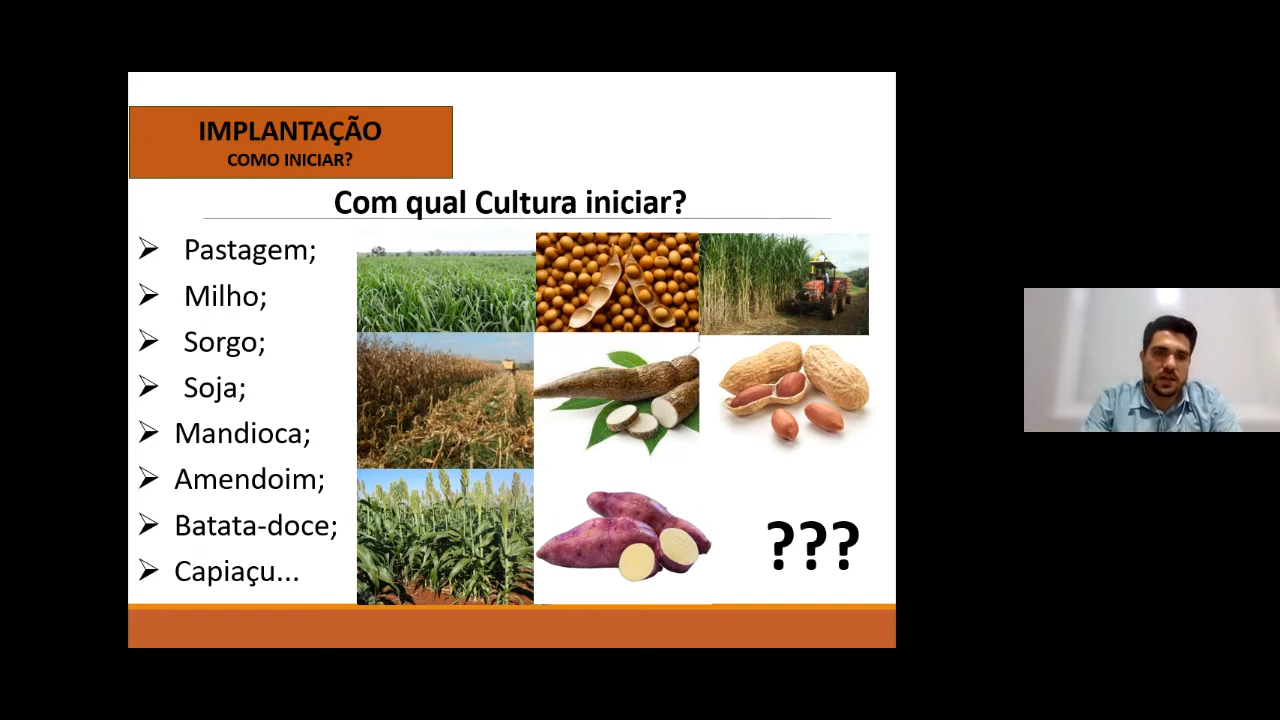 IMPLANTAÇÃO
COMO INICIAR?
Com qual Cultura iniciar?
➢ Pastagem;
➢ Milho;
➢ Sorgo;
➢ Soja;
➢ Mandioca;
➢ Amendoim;
➢ Batata-doce;
➢ Capiaçu...
???